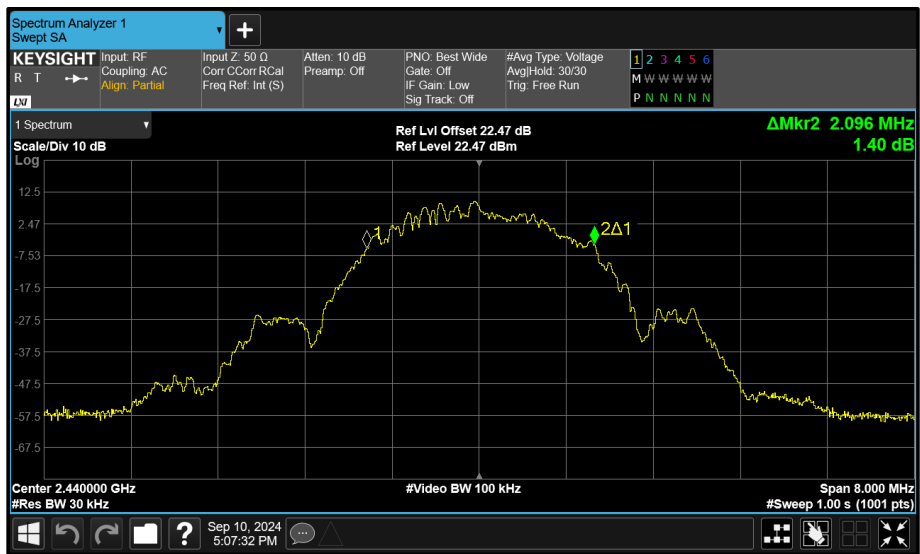 Spectrum Analyzer 1
Swept SA
+
KEYSIGHT
R T
LXI
Input: RF
Coupling: AC
Align: Partial
Input Z: 50 Ω
Corr CCorr RCal
Freq Ref: Int (S)
Atten: 10 dB
Preamp: Off
PNO: Best Wide
Gate: Off
IF Gain: Low
Sig Track: Off
#Avg Type: Voltage
Avg|Hold: 30/30
Trig: Free Run
1 2 3 4 5 6
M W W W W W
P N N N N N
1 Spectrum
Scale/Div 10 dB
Ref Lvl Offset 22.47 dB
Ref Level 22.47 dBm
ΔMkr2 2.096 MHz
1.40 dB
Log
12.5
2.47
-7.53
-17.5
-27.5
-37.5
-47.5
-57.5
-67.5
1
2Δ1
Center 2.440000 GHz
#Video BW 100 kHz
Span 8.000 MHz
#Res BW 30 kHz
#Sweep 1.00 s (1001 pts)
?
Sep 10, 2024
5:07:32 PM